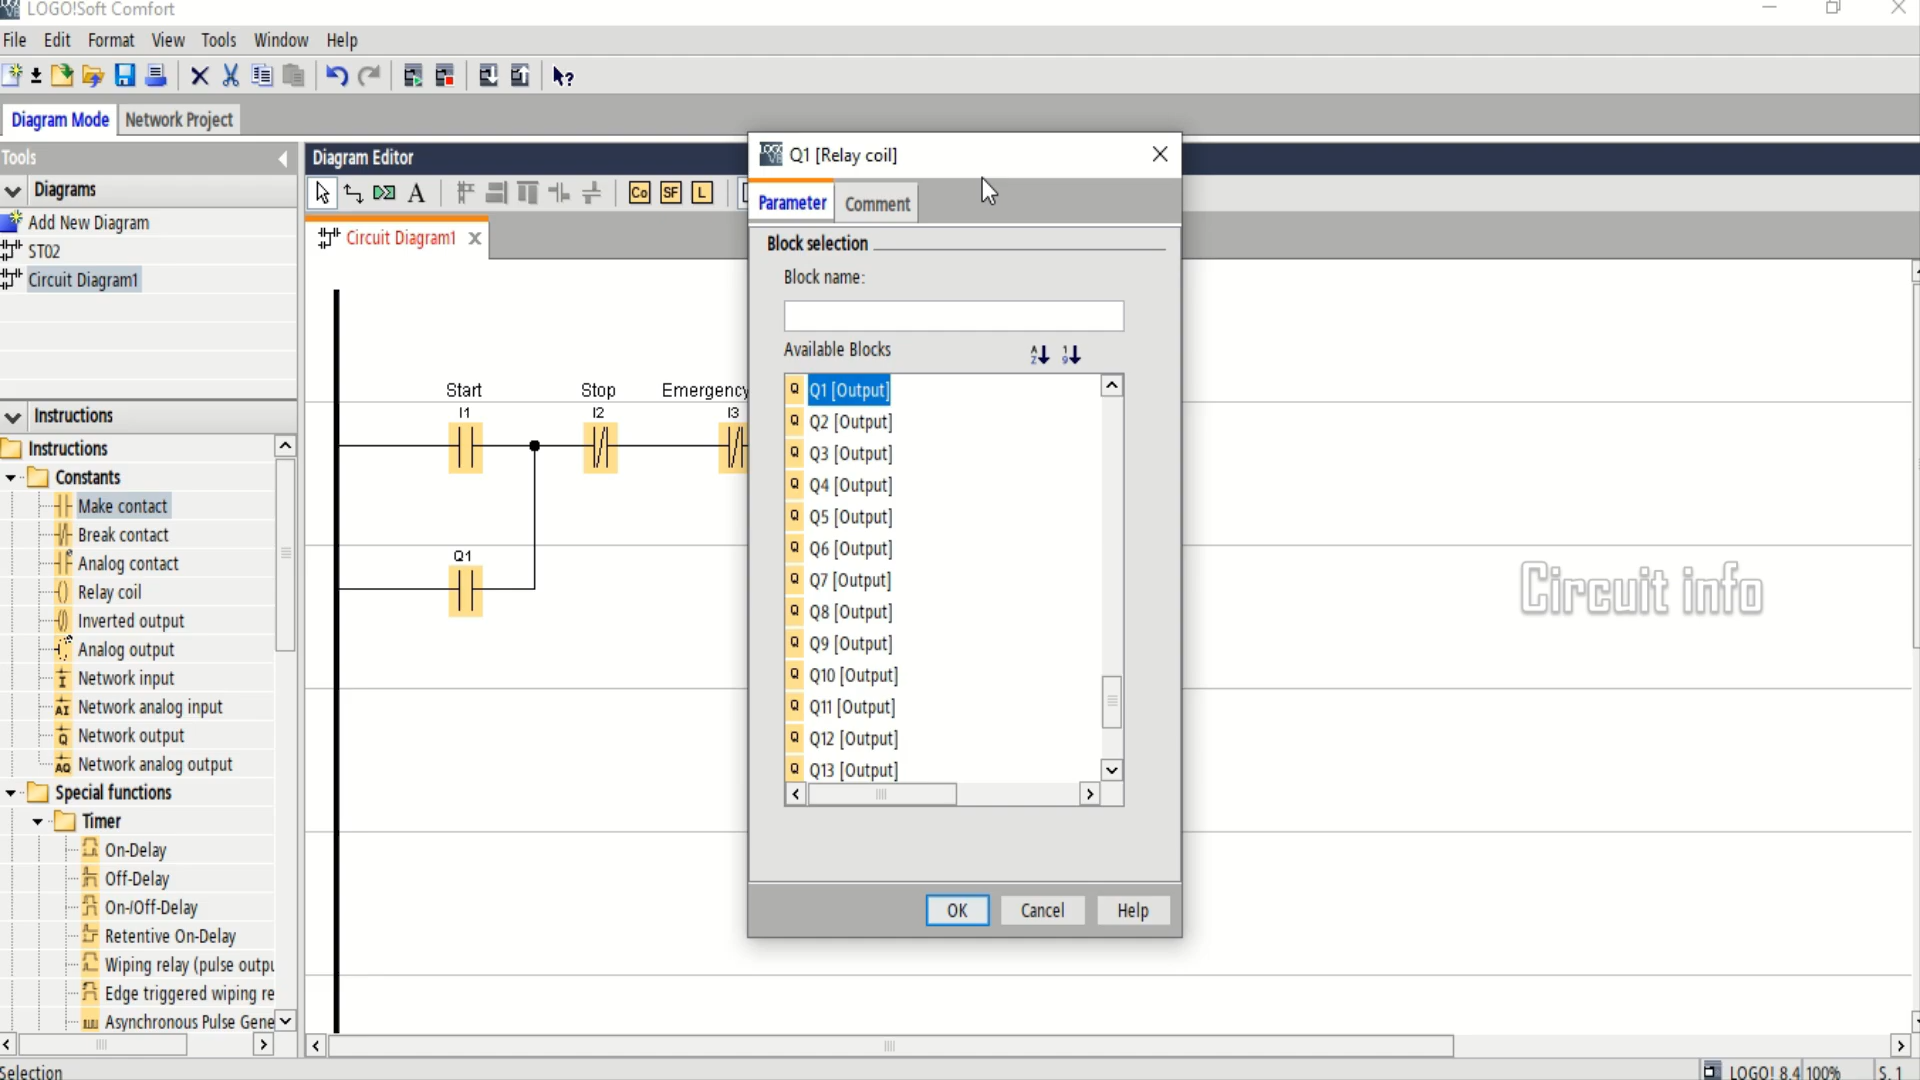 LOGO!Soft Comfort
File Edit Format View Tools Window Help
Diagram Mode Network Project
Tools
Diagrams
Add New Diagram
ST02
Circuit Diagram1
Instructions
Instructions
Constants
Make contact
Break contact
Analog contact
Relay coil
Inverted output
Analog output
Network input
Network analog input
Network output
Network analog output
Special functions
Timer
On-Delay
Off-Delay
On-/Off-Delay
Retentive On-Delay
Wiping relay (pulse outpu
Edge triggered wiping re
Asynchronous Pulse Gene
Diagram Editor
Co SF L
Circuit Diagram1
Start Stop Emergency
I1 I2 I3
Q1
Q1 [Relay coil]
Parameter Comment
Block selection
Block name:
Available Blocks
Q Q1 [Output]
Q Q2 [Output]
Q Q3 [Output]
Q Q4 [Output]
Q Q5 [Output]
Q Q6 [Output]
Q Q7 [Output]
Q Q8 [Output]
Q Q9 [Output]
Q Q10 [Output]
Q Q11 [Output]
Q Q12 [Output]
Q Q13 [Output]
OK Cancel Help
Circuit info
Selection
LOGO! 8.4 100% S. 1